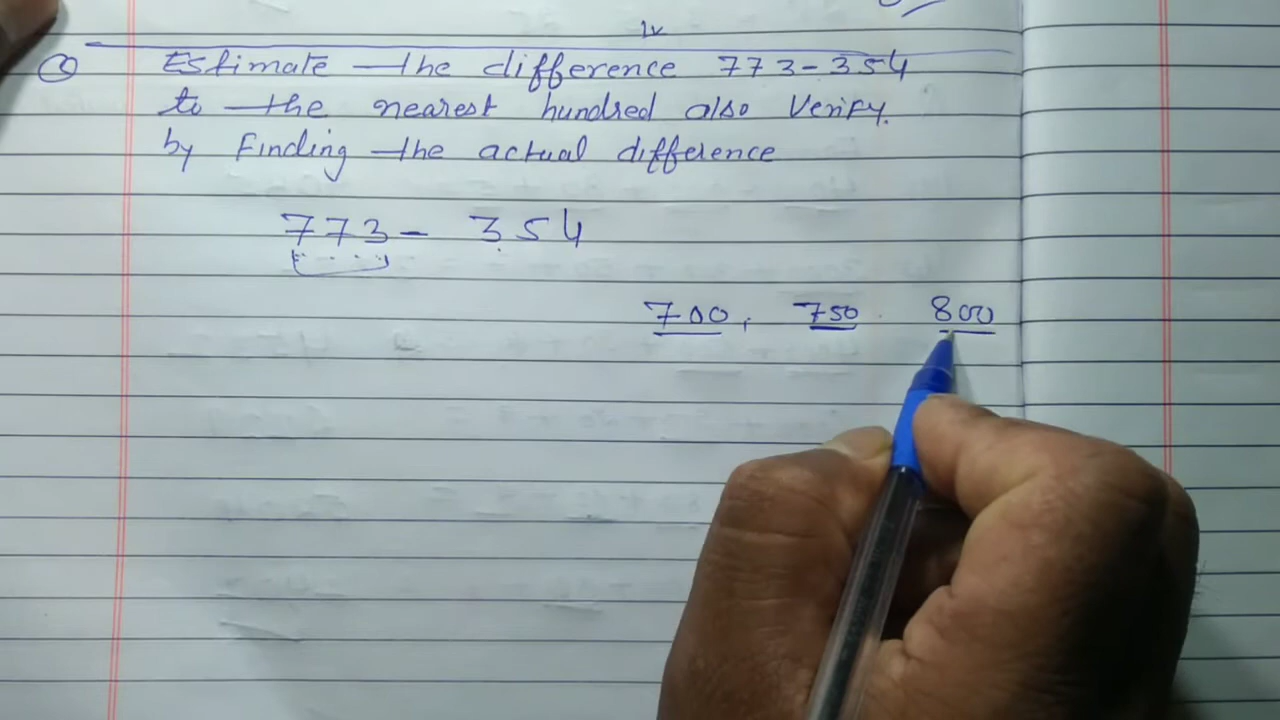 Q Estimate the difference 773-354
to the nearest hundred also Verify.
by Finding the actual difference
773- 354
700, 750 800